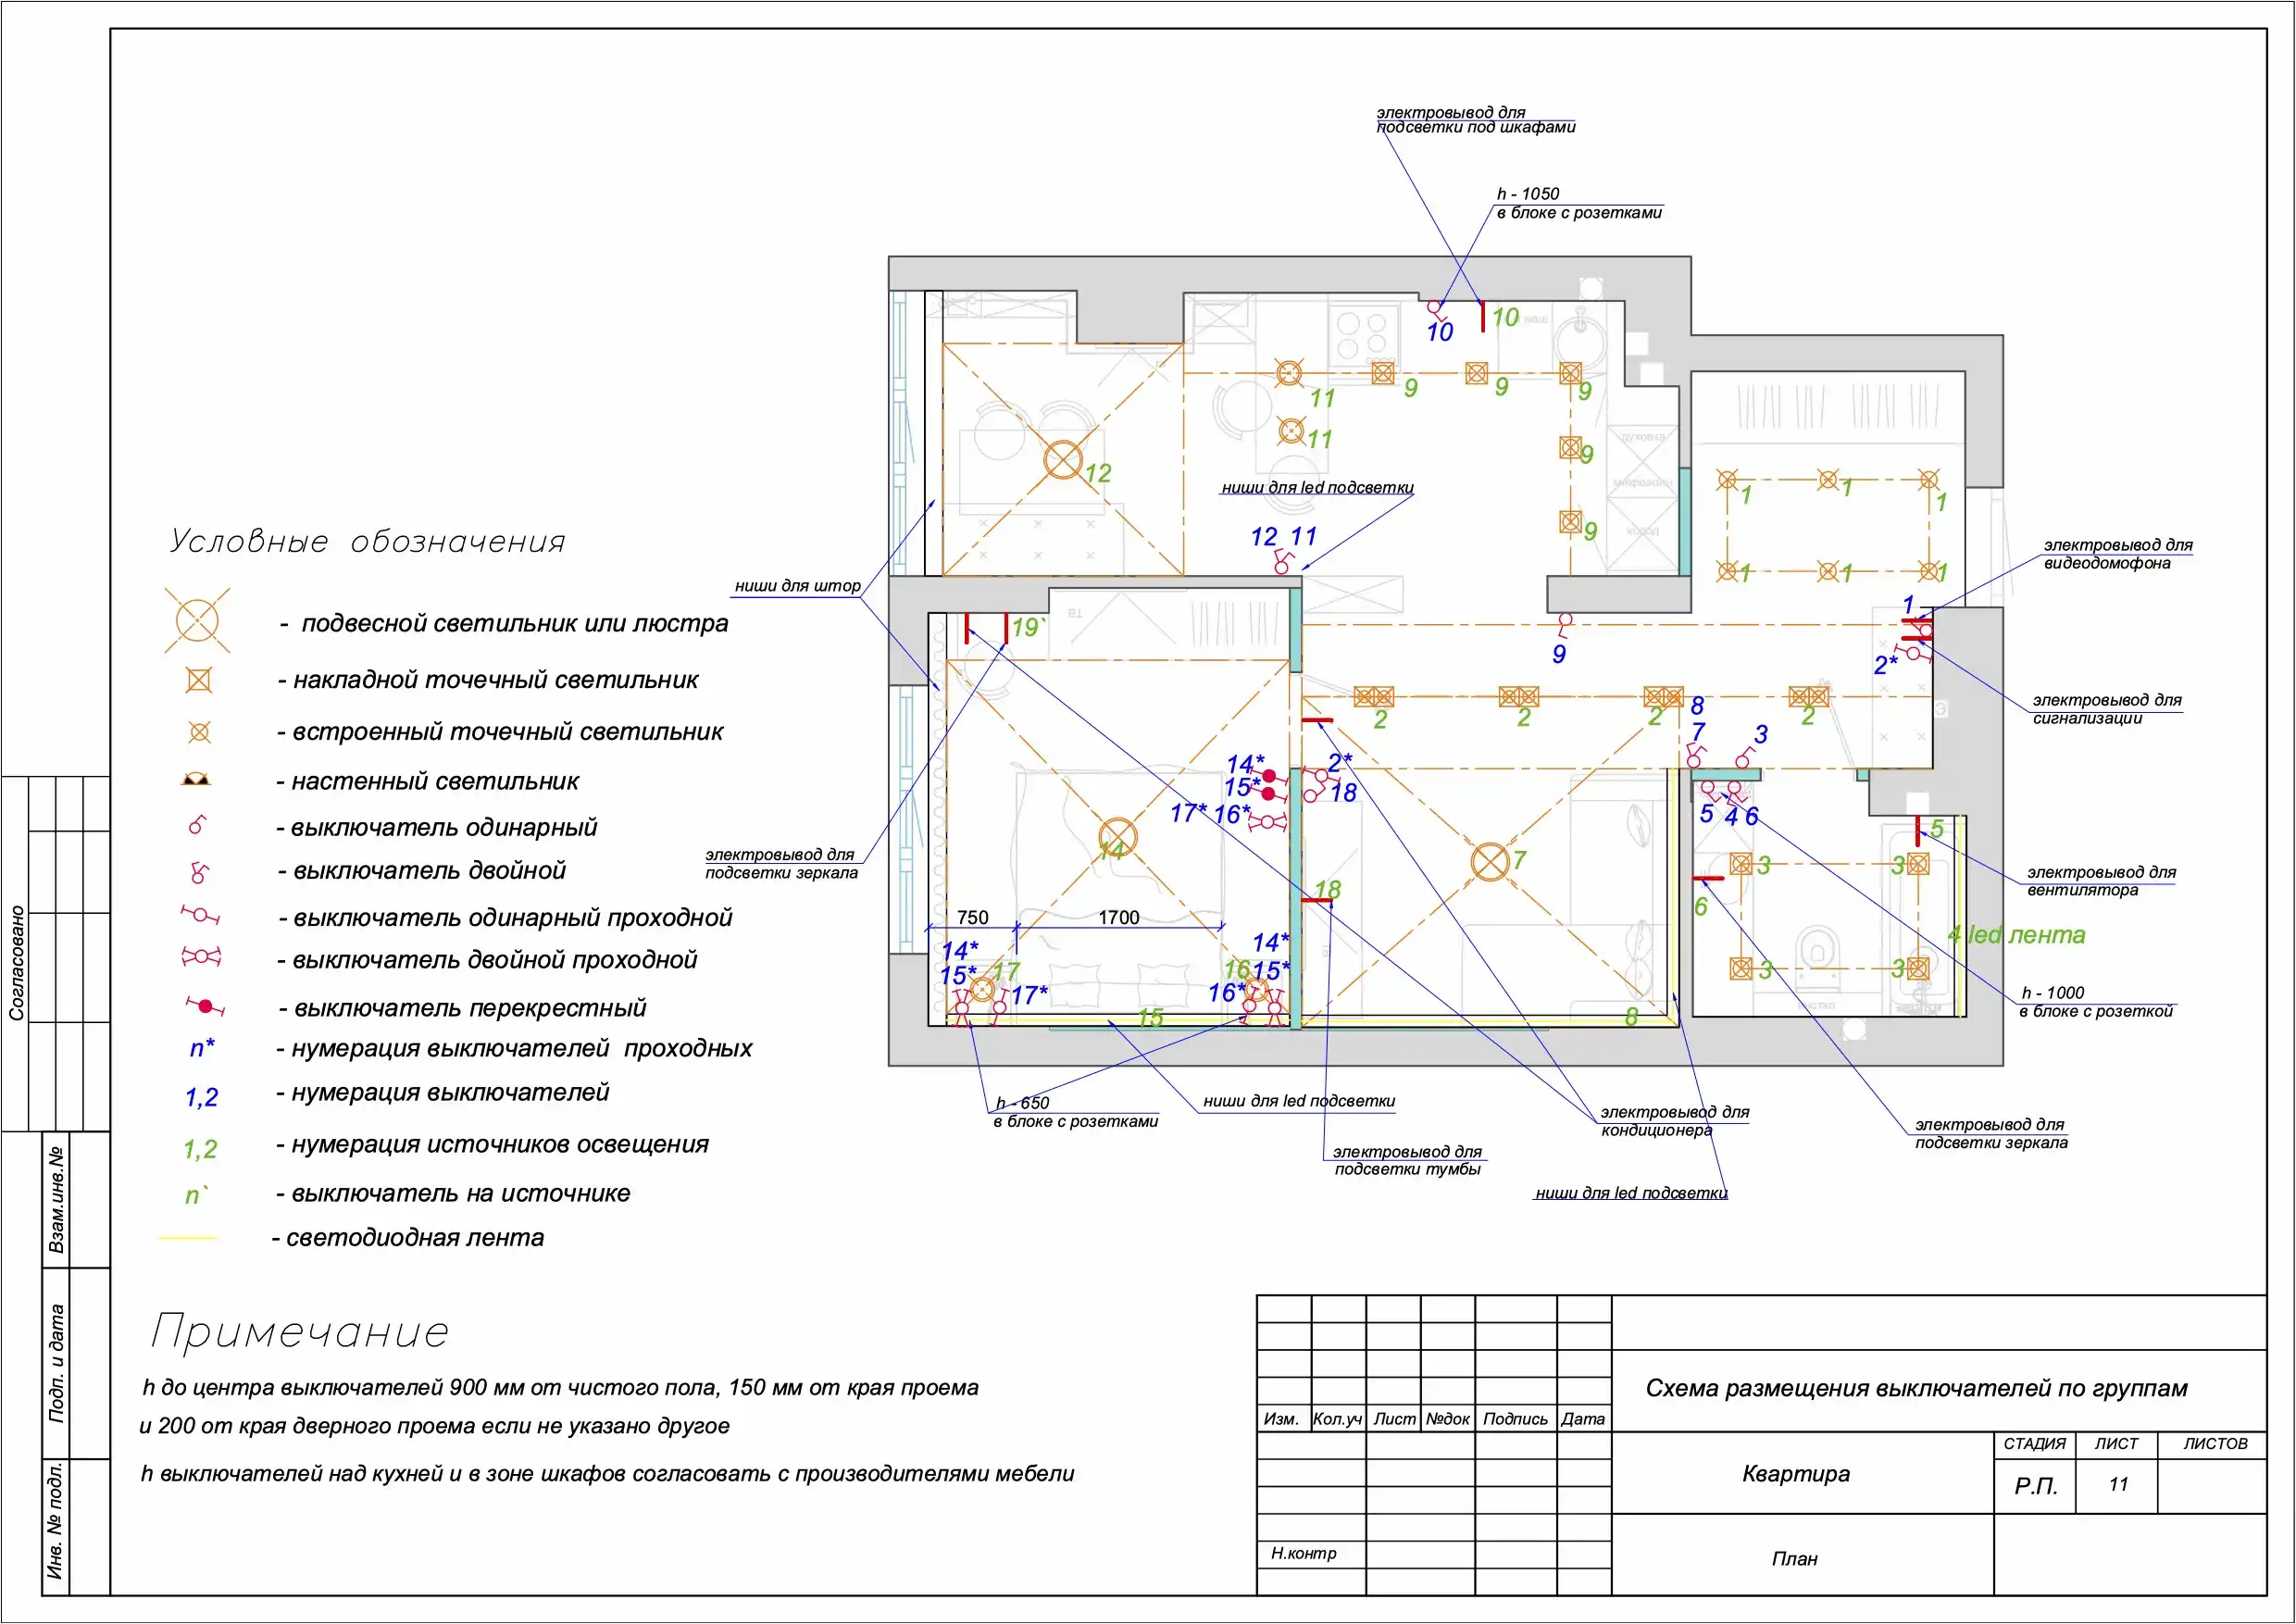 электровывод для
подсветки под шкафами
h - 1050
в блоке с розетками
10
10
11
9
9
9
11
12
9
духовка
ниши для led подсветки
1
1
1
9
12 11
Условные обозначения
электровывод для
видеодомофона
1
1
1
ниши для штор
1
- подвесной светильник или люстра
19`
ТВ
9
2*
- накладной точечный светильник
электровывод для
сигнализации
2
2
2
2
8
- встроенный точечный светильник
7
3
14*
2*
- настенный светильник
15*
18
17* 16*
5
4 6
- выключатель одинарный
5
электровывод для
подсветки зеркала
14
7
3
3
- выключатель двойной
электровывод для
вентилятора
18
6
750
1700
- выключатель одинарный проходной
4 led лента
14*
14*
- выключатель двойной проходной
15*
17
16
15*
3
3
17*
16*
h - 1000
в блоке с розеткой
- выключатель перекрестный
15
8
n*
- нумерация выключателей проходных
1,2
- нумерация выключателей
h - 650
в блоке с розетками
ниши для led подсветки
электровывод для
кондиционера
электровывод для
подсветки зеркала
1,2
- нумерация источников освещения
электровывод для
подсветки тумбы
n`
- выключатель на источнике
ниши для led подсветки
- светодиодная лента
Примечание
h до центра выключателей 900 мм от чистого пола, 150 мм от края проема
и 200 от края дверного проема если не указано другое
h выключателей над кухней и в зоне шкафов согласовать с производителями мебели
Согласовано
Взам.инв.№
Подп. и дата
Инв. № подл.
Схема размещения выключателей по группам
Изм.
Кол.уч
Лист
№док
Подпись
Дата
Квартира
СТАДИЯ
ЛИСТ
ЛИСТОВ
Р.П.
11
Н.контр
План